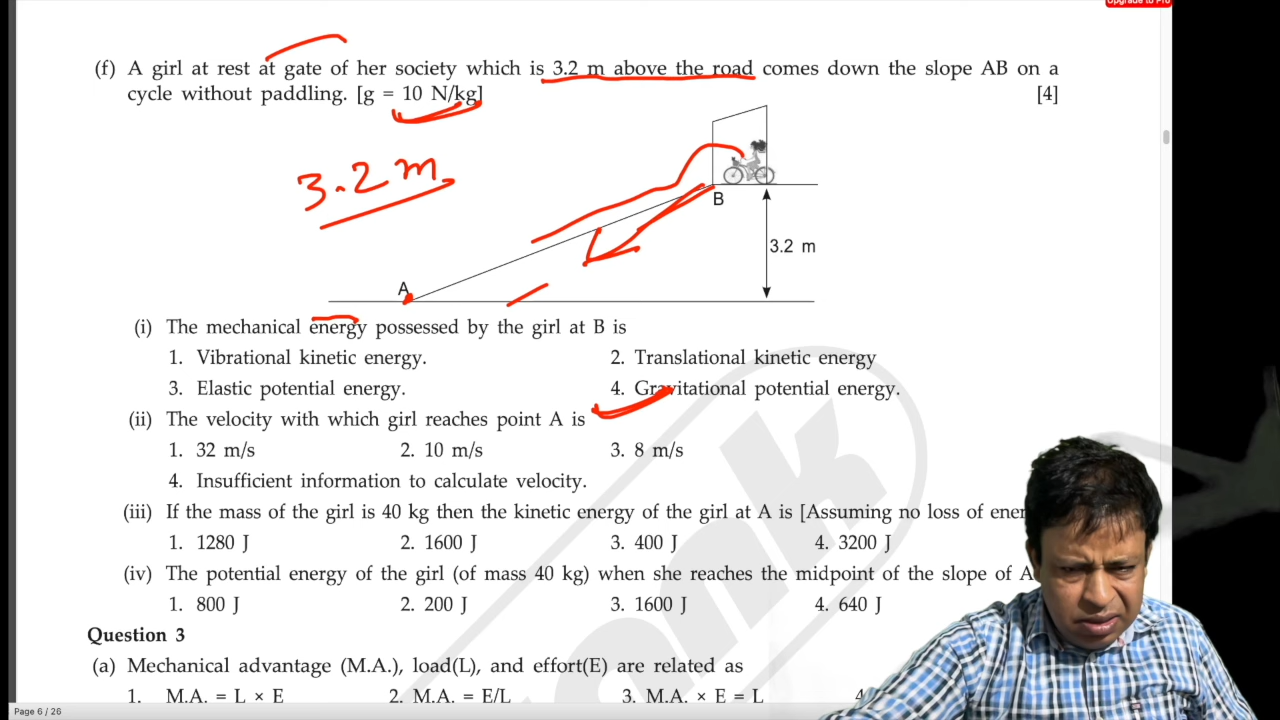 Upgrade to Pro
(f) A girl at rest at gate of her society which is 3.2 m above the road comes down the slope AB on a
cycle without paddling. [g = 10 N/kg] [4]
3.2 m
B
3.2 m
A
(i) The mechanical energy possessed by the girl at B is
1. Vibrational kinetic energy. 2. Translational kinetic energy
3. Elastic potential energy. 4. Gravitational potential energy.
(ii) The velocity with which girl reaches point A is
1. 32 m/s 2. 10 m/s 3. 8 m/s
4. Insufficient information to calculate velocity.
(iii) If the mass of the girl is 40 kg then the kinetic energy of the girl at A is [Assuming no loss of ener
1. 1280 J 2. 1600 J 3. 400 J 4. 3200 J
(iv) The potential energy of the girl (of mass 40 kg) when she reaches the midpoint of the slope of A
1. 800 J 2. 200 J 3. 1600 J 4. 640 J
Question 3
(a) Mechanical advantage (M.A.), load(L), and effort(E) are related as
1. M.A. = L × E 2. M.A. = E/L 3. M.A. × E = L 4
Page 6 / 26